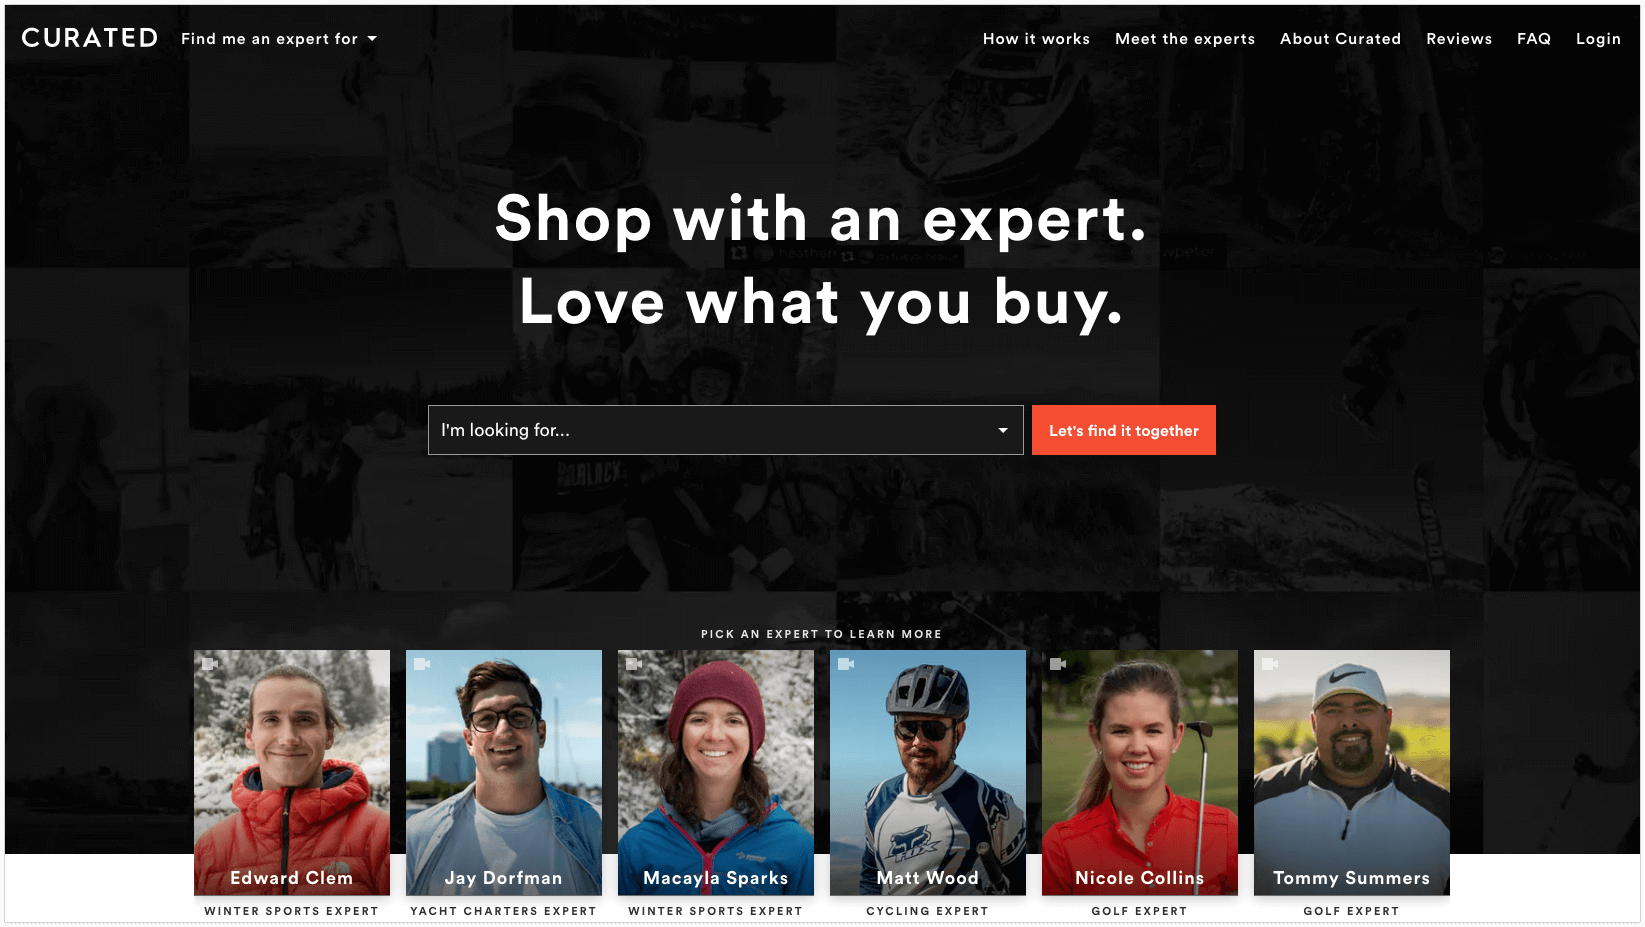 CURATED
Find me an expert for
How it works
Meet the experts
About Curated
Reviews
FAQ
Login
Shop with an expert.
Love what you buy.
I'm looking for...
Let's find it together
PICK AN EXPERT TO LEARN MORE
Edward Clem
WINTER SPORTS EXPERT
Jay Dorfman
YACHT CHARTERS EXPERT
Macayla Sparks
WINTER SPORTS EXPERT
Matt Wood
CYCLING EXPERT
Nicole Collins
GOLF EXPERT
Tommy Summers
GOLF EXPERT